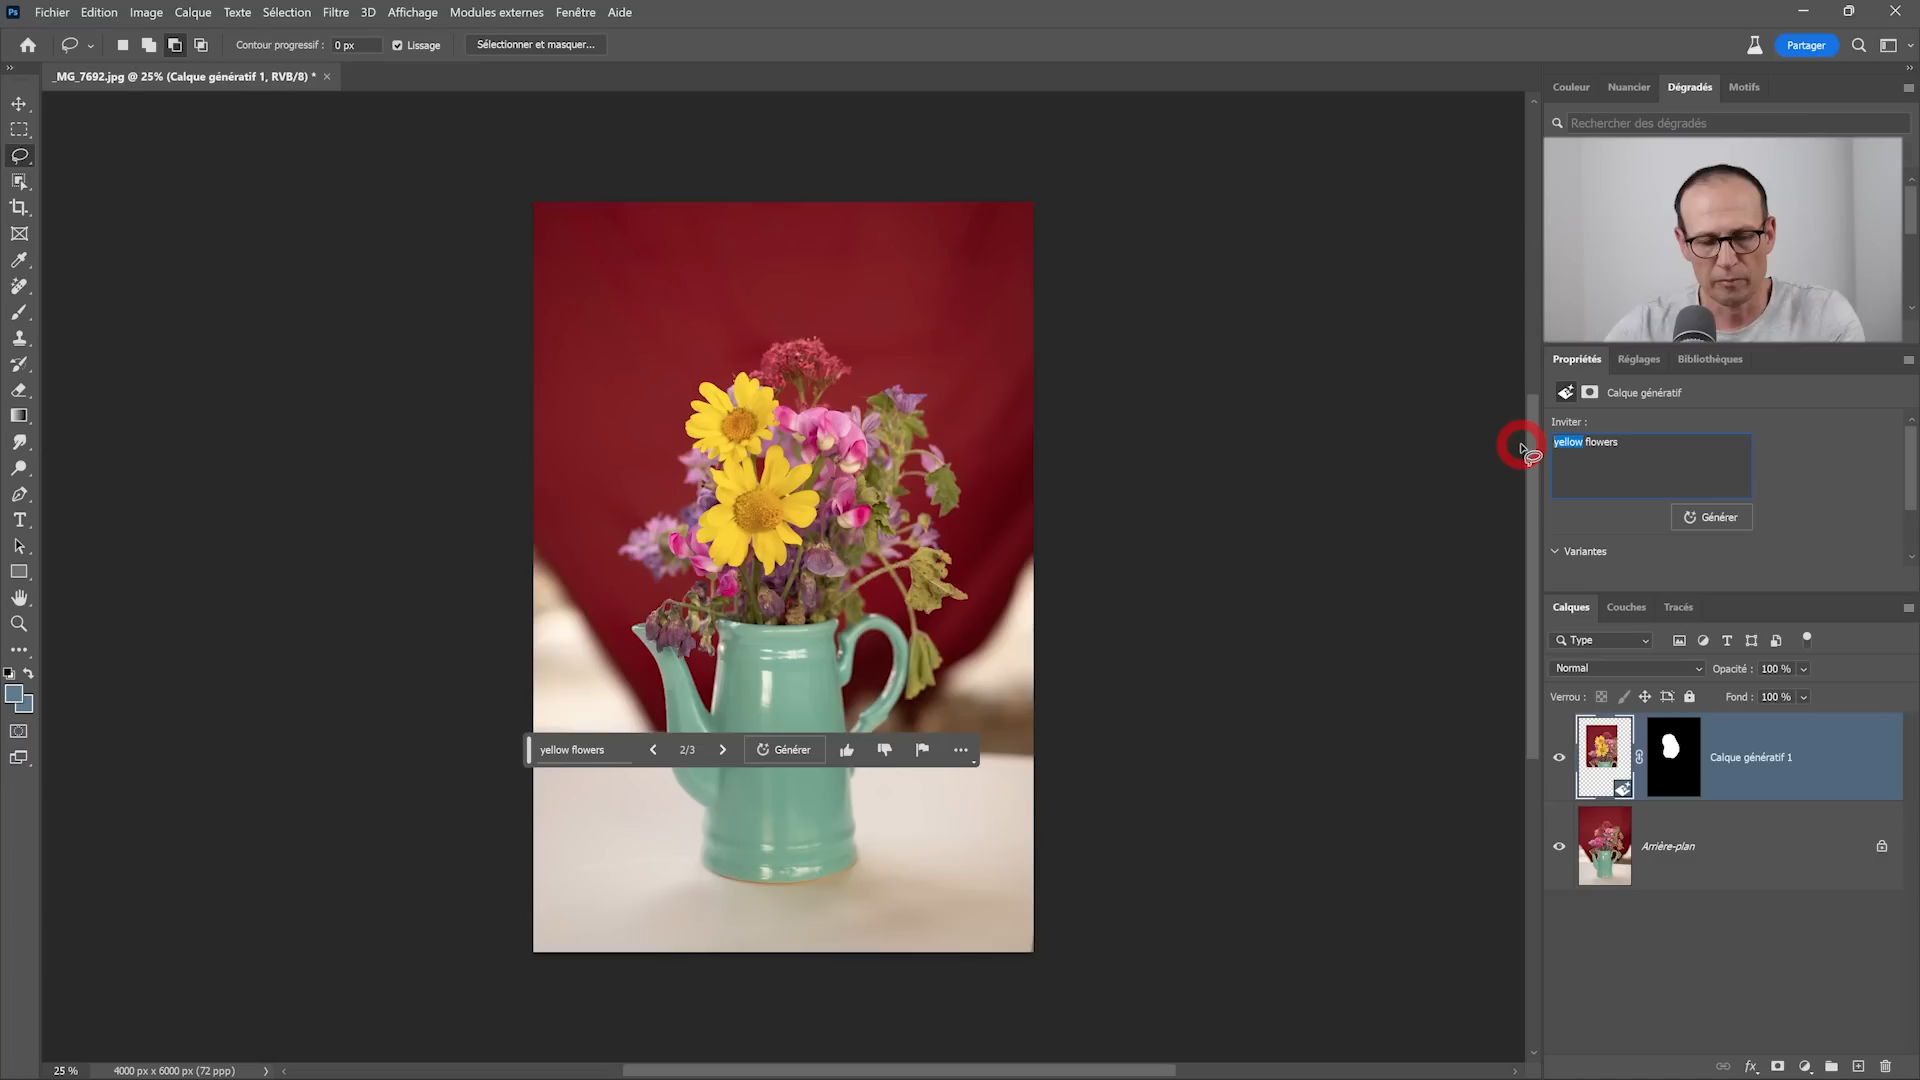 Ps Fichier Edition Image Calque Texte Sélection Filtre 3D Affichage Modules externes Fenêtre Aide
Contour progressif : 0 px Lissage Sélectionner et masquer... Partager
_MG_7692.jpg @ 25% (Calque génératif 1, RVB/8) *
Couleur Nuancier Dégradés Motifs
Rechercher des dégradés
Propriétés Réglages Bibliothèques
Calque génératif
Inviter :
yellow flowers
Générer
Variantes
Calques Couches Tracés
Type
Normal Opacité : 100 %
Verrou : Fond : 100 %
yellow flowers 2/3 Générer
Calque génératif 1
Arrière-plan
25 % 4000 px x 6000 px (72 ppp)